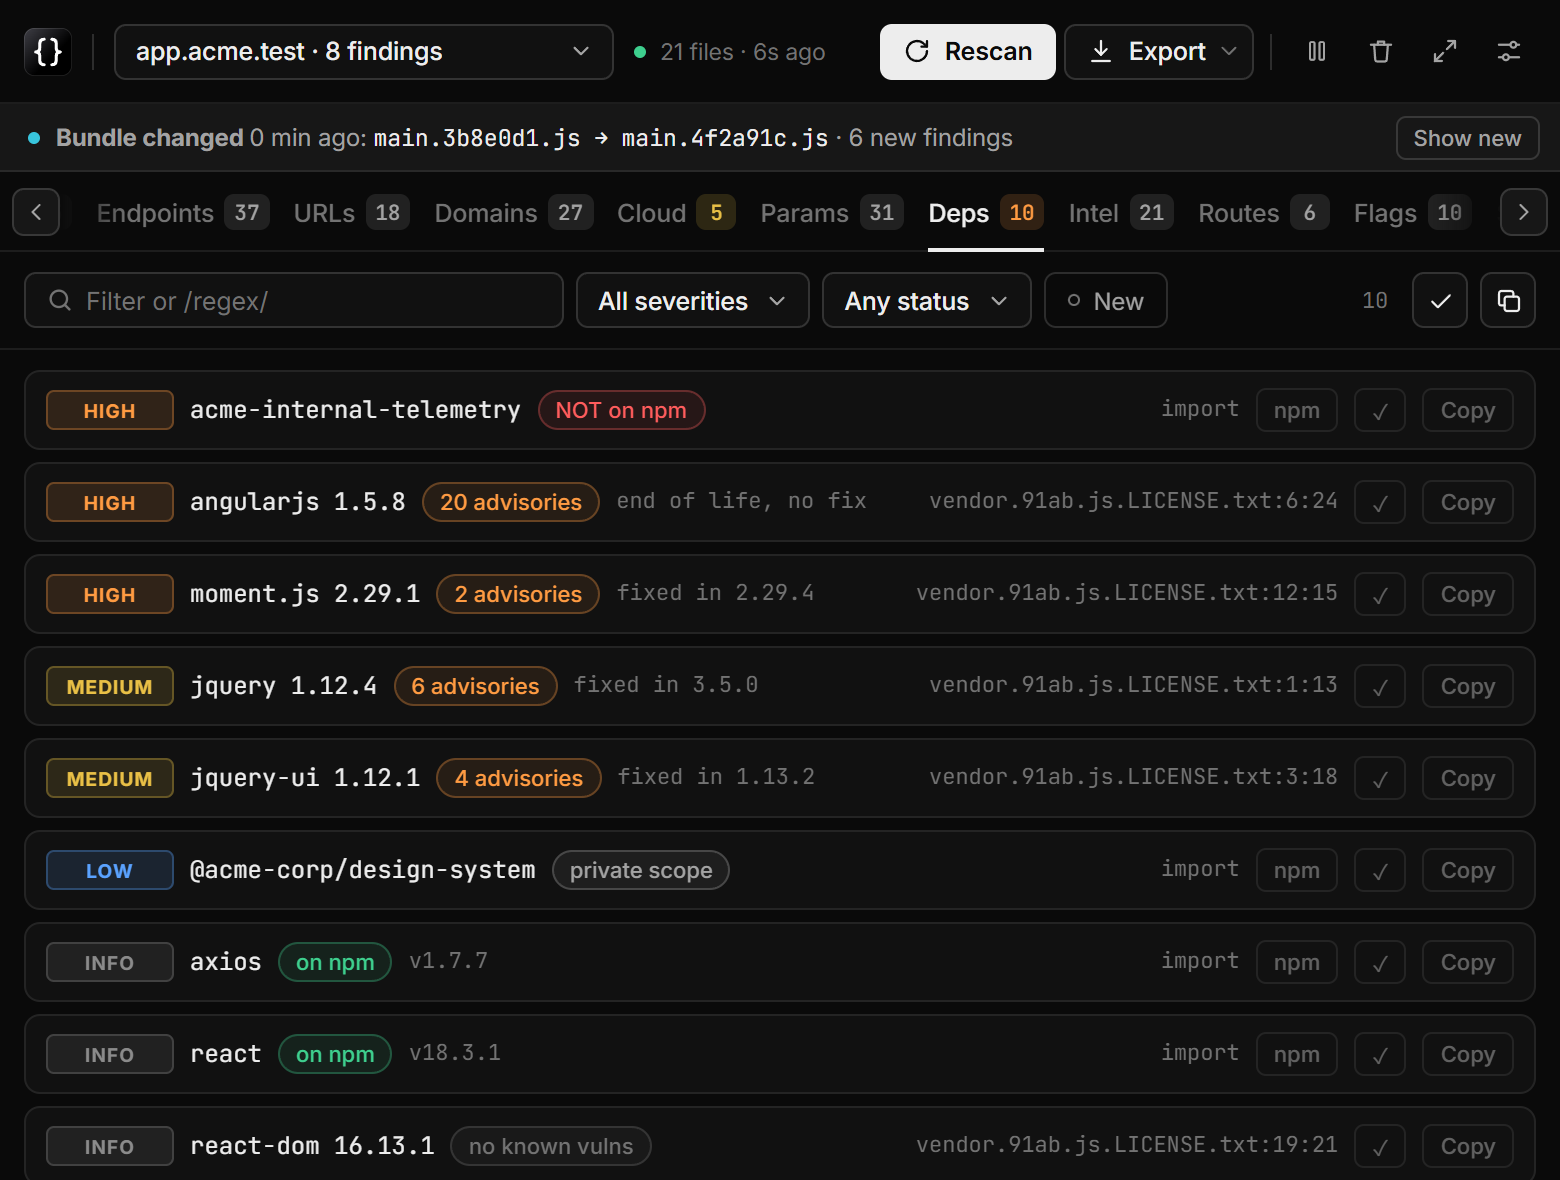 {} app.acme.test · 8 findings 21 files · 6s ago Rescan Export
Bundle changed 0 min ago: main.3b8e0d1.js → main.4f2a91c.js · 6 new findings Show new
Endpoints 37 URLs 18 Domains 27 Cloud 5 Params 31 Deps 10 Intel 21 Routes 6 Flags 10
Filter or /regex/ All severities Any status New 10
HIGH acme-internal-telemetry NOT on npm import npm ✓ Copy
HIGH angularjs 1.5.8 20 advisories end of life, no fix vendor.91ab.js.LICENSE.txt:6:24 ✓ Copy
HIGH moment.js 2.29.1 2 advisories fixed in 2.29.4 vendor.91ab.js.LICENSE.txt:12:15 ✓ Copy
MEDIUM jquery 1.12.4 6 advisories fixed in 3.5.0 vendor.91ab.js.LICENSE.txt:1:13 ✓ Copy
MEDIUM jquery-ui 1.12.1 4 advisories fixed in 1.13.2 vendor.91ab.js.LICENSE.txt:3:18 ✓ Copy
LOW @acme-corp/design-system private scope import npm ✓ Copy
INFO axios on npm v1.7.7 import npm ✓ Copy
INFO react on npm v18.3.1 import npm ✓ Copy
INFO react-dom 16.13.1 no known vulns vendor.91ab.js.LICENSE.txt:19:21 ✓ Copy